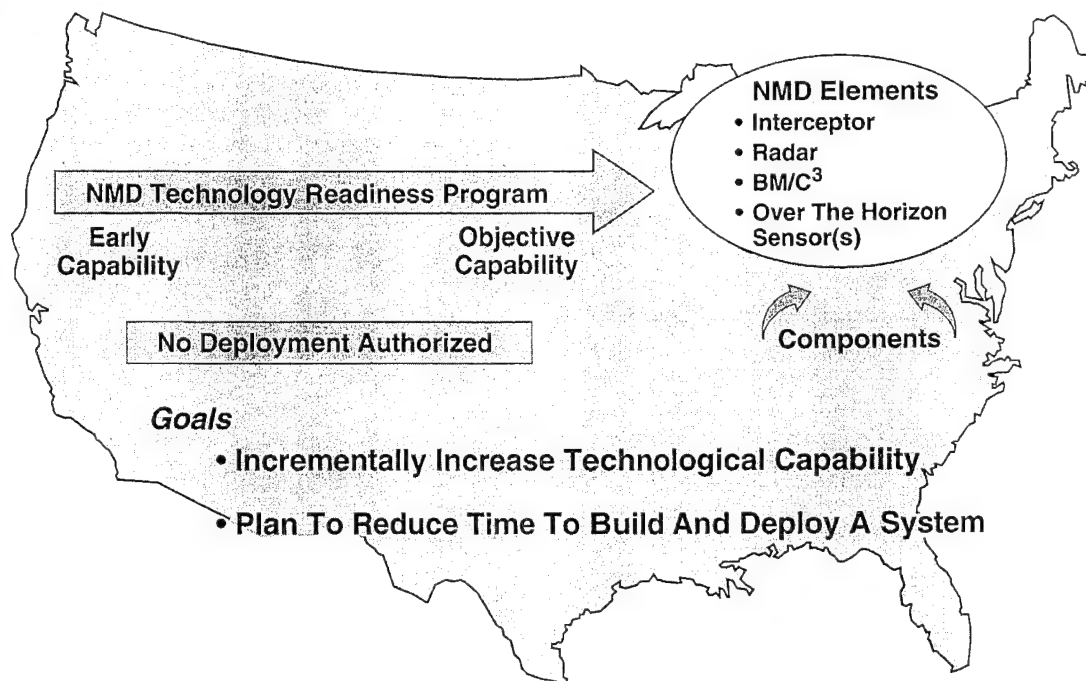 NMD Elements
• Interceptor
• Radar
• BM/C³
• Over The Horizon
Sensor(s)
NMD Technology Readiness Program
Early
Capability
Objective
Capability
Components
No Deployment Authorized
Goals
• Incrementally Increase Technological Capability
• Plan To Reduce Time To Build And Deploy A System